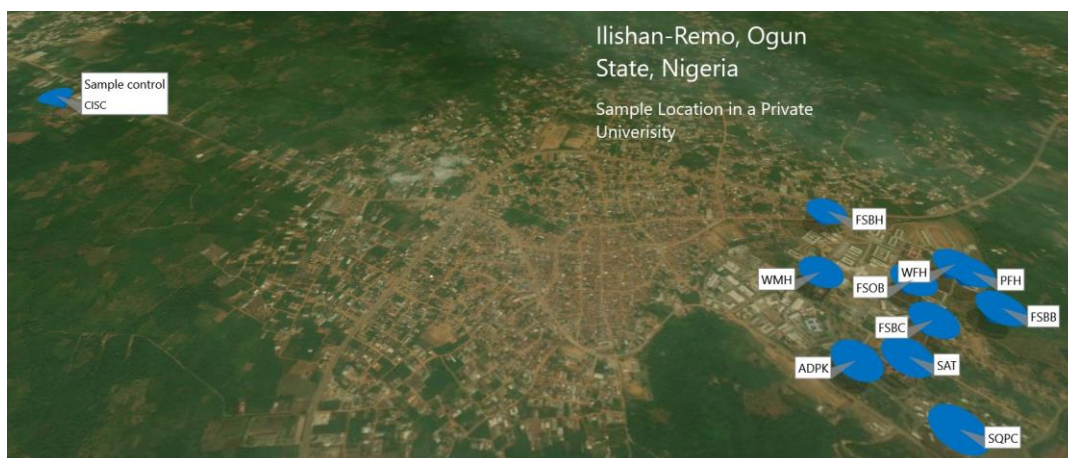 Ilishan-Remo, Ogun
State, Nigeria
Sample Location in a Private
Univerisity
Sample control
CISC
FSBH
WMH
WFH
FSOB
PFH
FSBB
FSBC
ADPK
SAT
SQPC